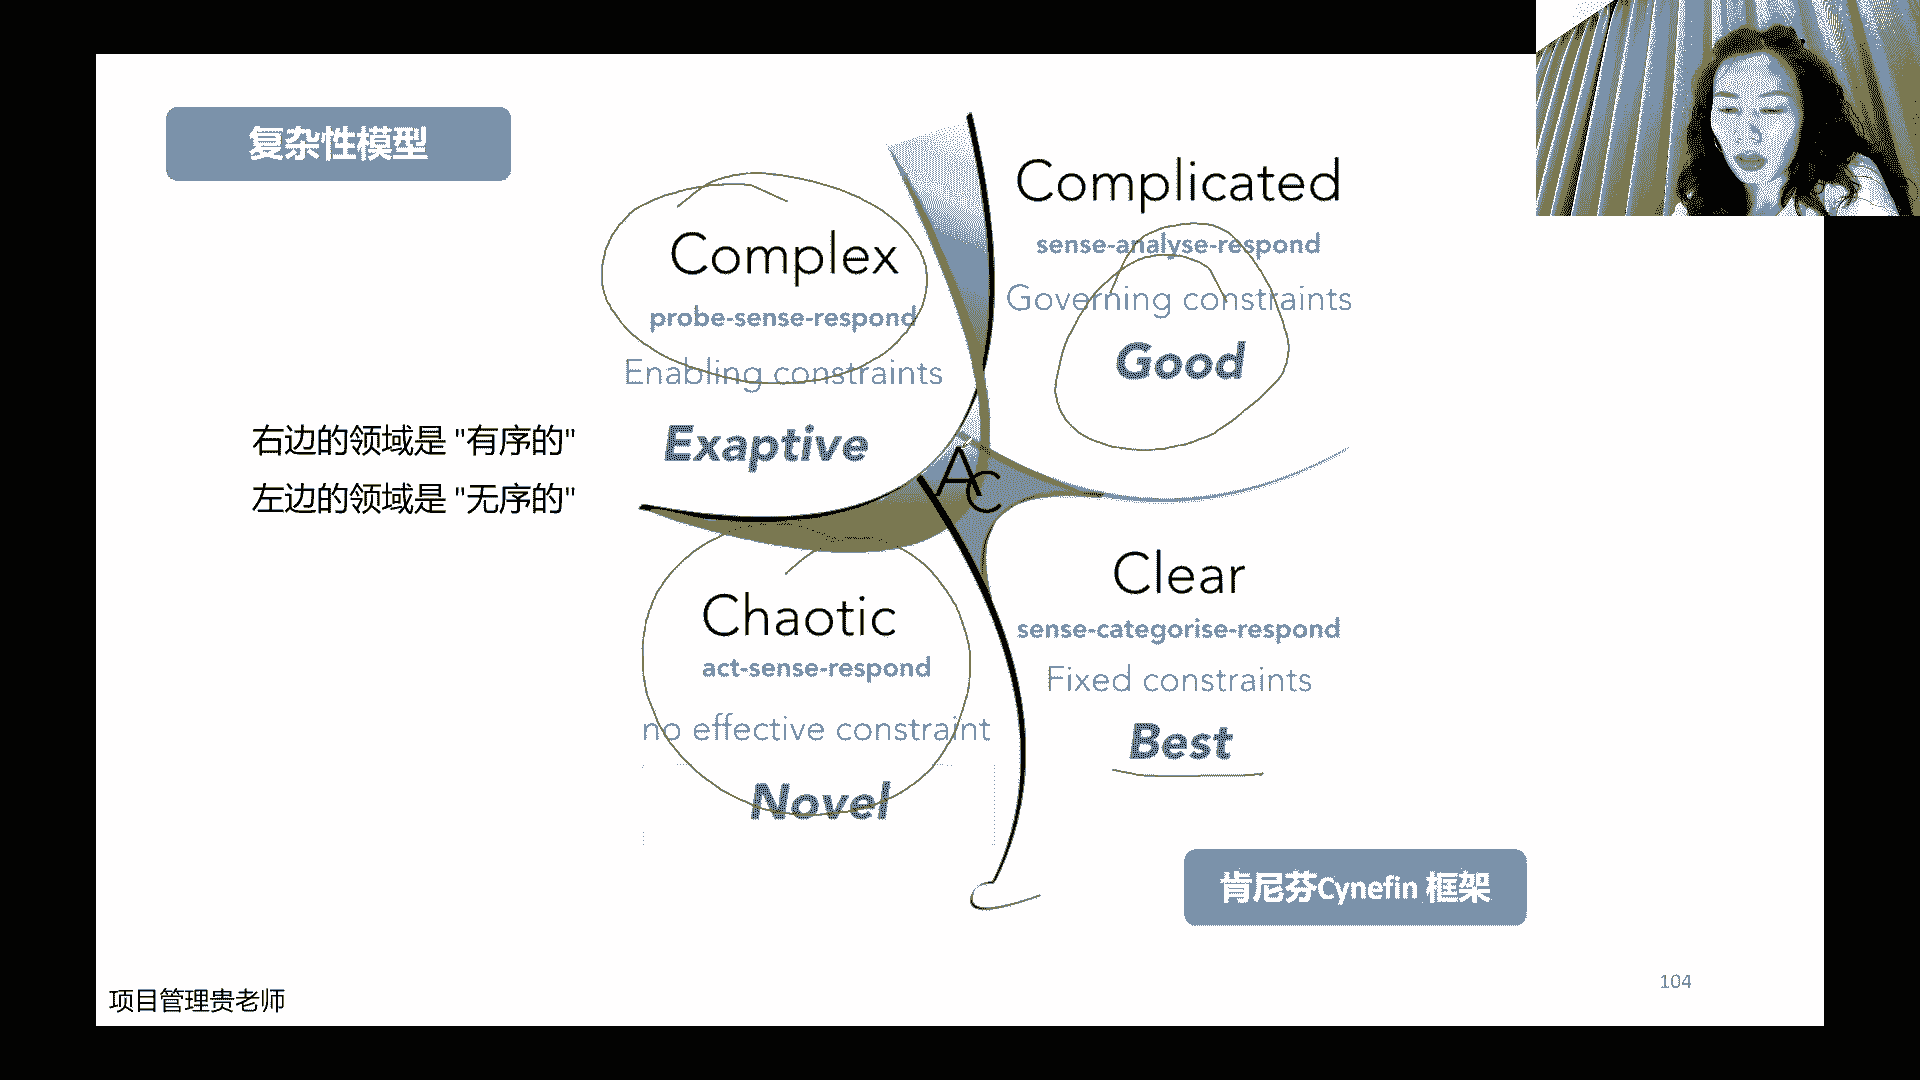 复杂性模型
Complicated
sense-analyse-respond
Governing constraints
Good
Complex
probe-sense-respond
Enabling constraints
Exaptive
右边的领域是 "有序的"
左边的领域是 "无序的"
A
C
Chaotic
act-sense-respond
no effective constraint
Novel
Clear
sense-categorise-respond
Fixed constraints
Best
肯尼芬Cynefin 框架
104
项目管理贵老师